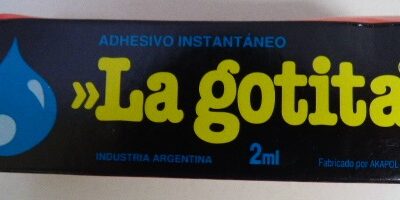 ADHESIVO INSTANTÁNEO
»La gotita
2ml
INDUSTRIA ARGENTINA
Fabricado por AKAPOL